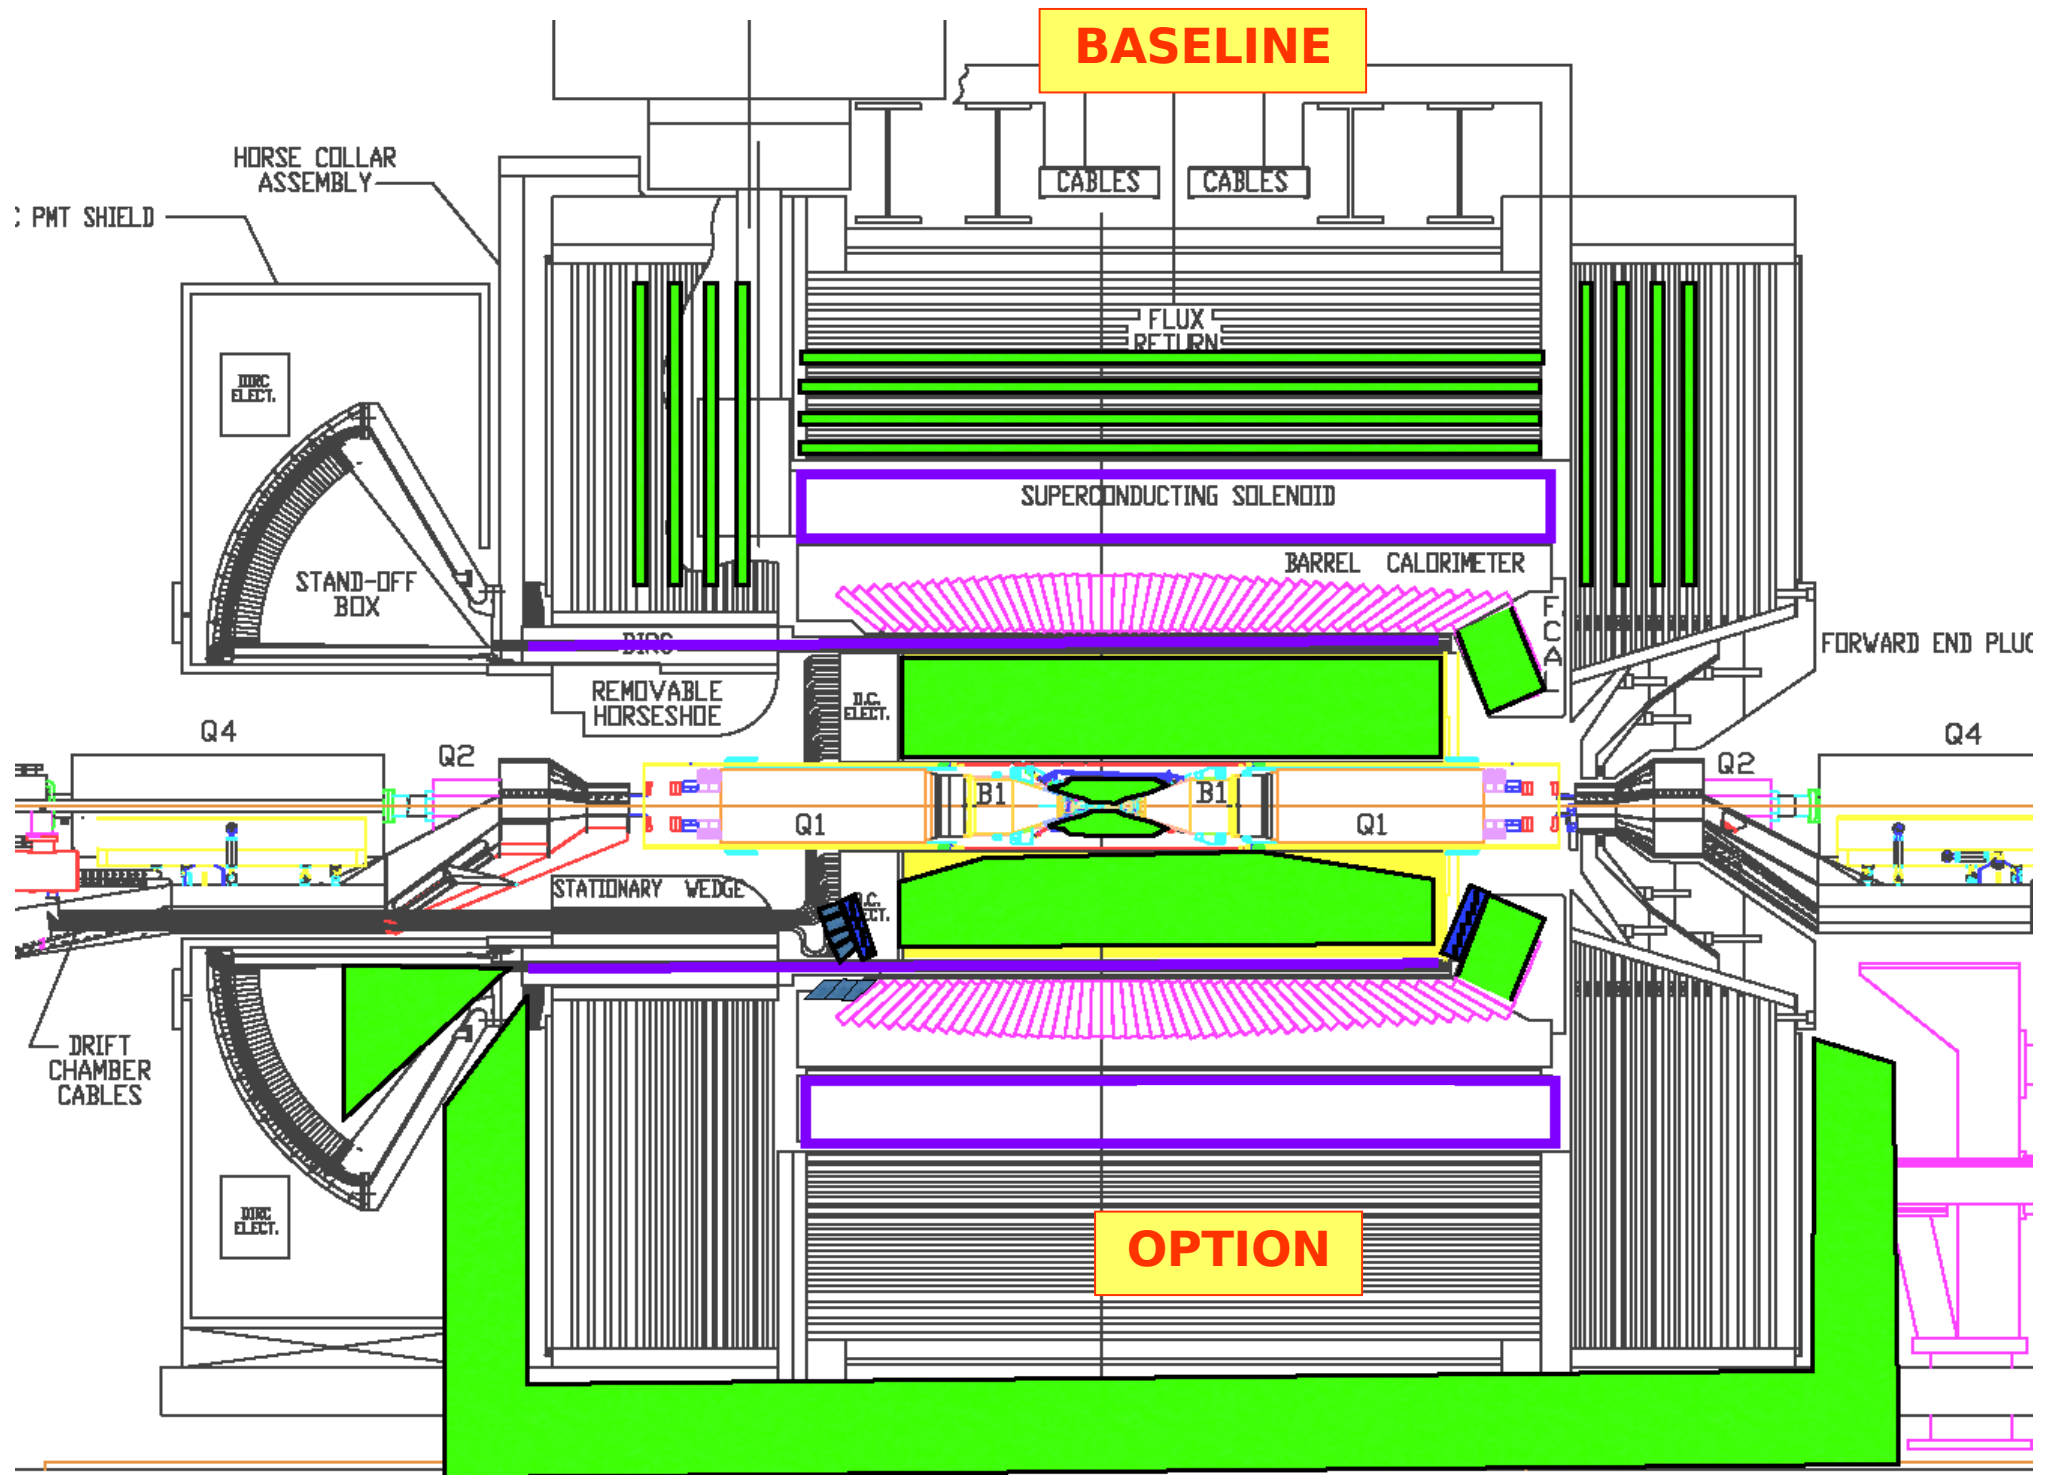 BASELINE
HORSE COLLAR
ASSEMBLY
CABLES
CABLES
PMT SHIELD
FLUX
RETURN
DIRC
ELECT.
SUPERCONDUCTING SOLENOID
BARREL CALORIMETER
STAND-OFF
BOX
F
C
A
L
DIRC
FORWARD END PLUG
REMOVABLE
HORSESHOE
D.C.
ELECT.
Q4
Q2
Q2
Q4
B1
B1
Q1
Q1
STATIONARY WEDGE
DRIFT
CHAMBER
CABLES
DIRC
ELECT.
OPTION